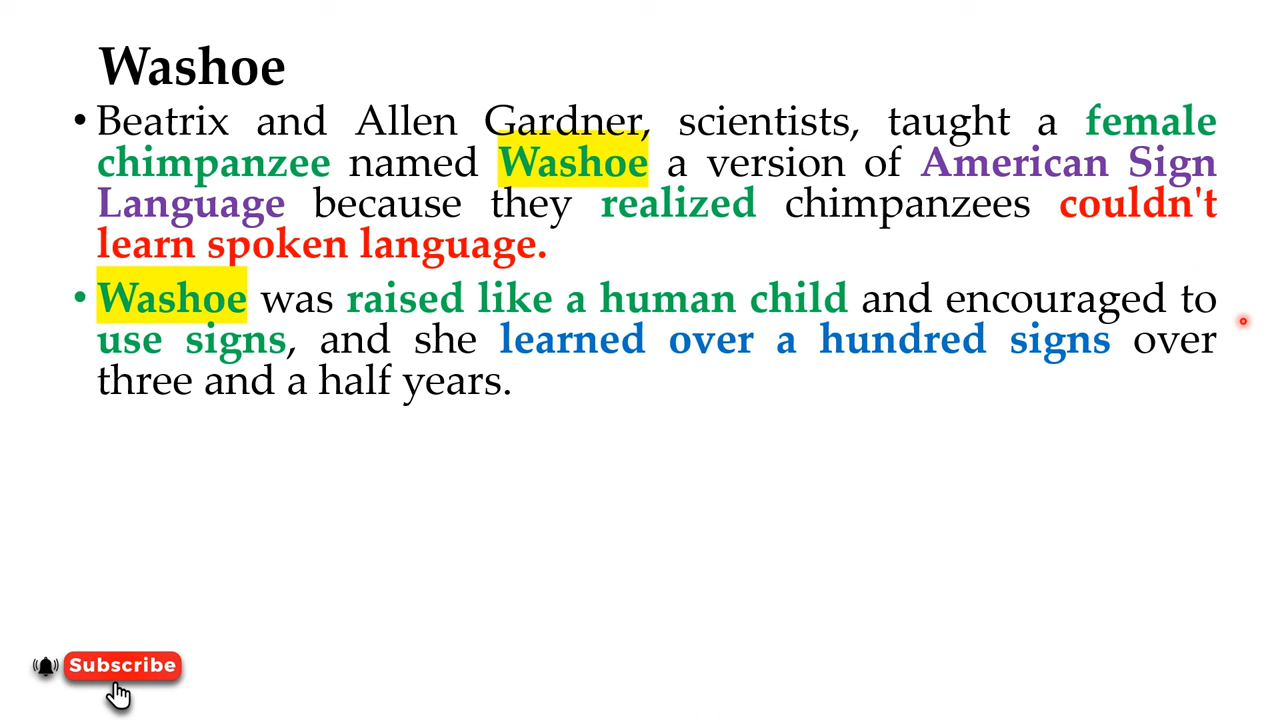 Washoe
• Beatrix and Allen Gardner, scientists, taught a female
chimpanzee named Washoe a version of American Sign
Language because they realized chimpanzees couldn't
learn spoken language.
• Washoe was raised like a human child and encouraged to
use signs, and she learned over a hundred signs over
three and a half years.
Subscribe